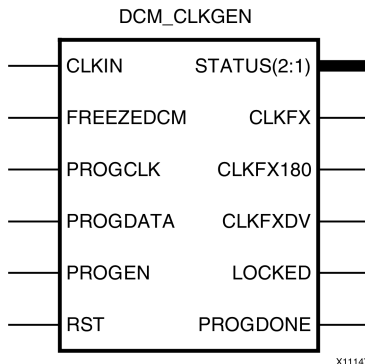 DCM_CLKGEN
CLKIN STATUS(2:1)
FREEZEDCM CLKFX
PROGCLK CLKFX180
PROGDATA CLKFXDV
PROGEN LOCKED
RST PROGDONE